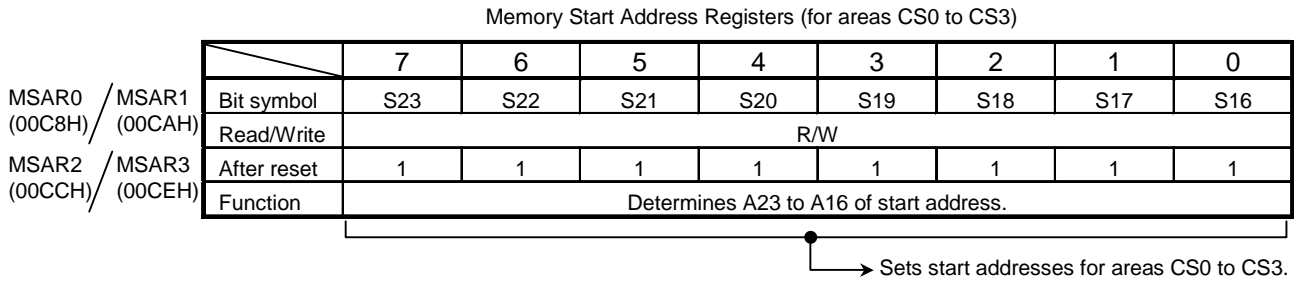 Memory Start Address Registers (for areas CS0 to CS3)
7 6 5 4 3 2 1 0
MSAR0 / MSAR1 Bit symbol S23 S22 S21 S20 S19 S18 S17 S16
(00C8H) (00CAH) Read/Write R/W
MSAR2 / MSAR3 After reset 1 1 1 1 1 1 1 1
(00CCH) (00CEH) Function Determines A23 to A16 of start address.
Sets start addresses for areas CS0 to CS3.